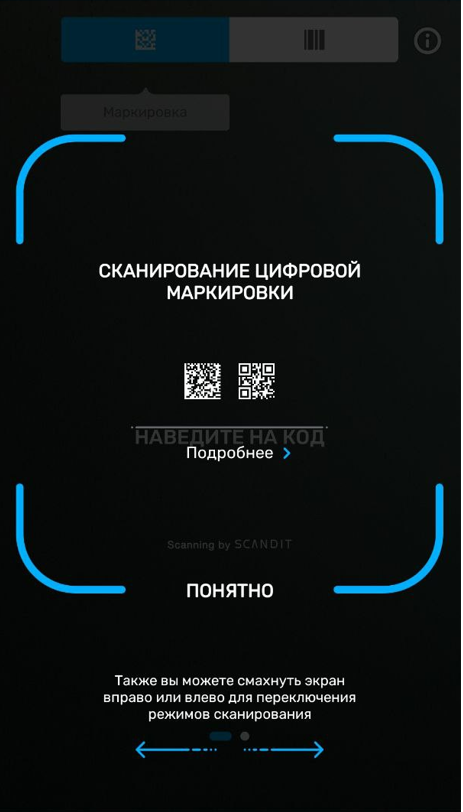 Маркировка
СКАНИРОВАНИЕ ЦИФРОВОЙ
МАРКИРОВКИ
НАВЕДИТЕ НА КОД
Подробнее
Scanning by SCANDIT
ПОНЯТНО
Также вы можете смахнуть экран
вправо или влево для переключения
режимов сканирования